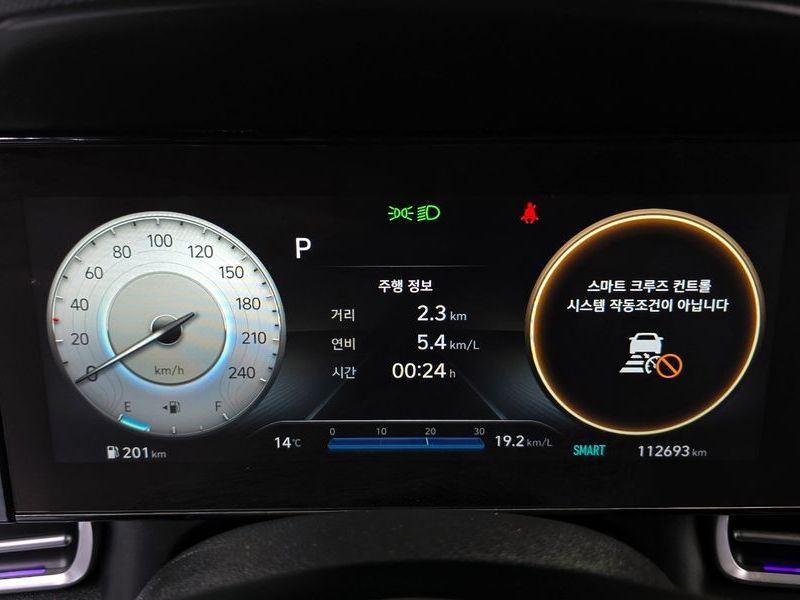 P
주행 정보
거리 2.3 km
연비 5.4 km/L
시간 00:24 h
0 20 40 60 80 100 120 150 180 210 240
km/h
E F
201 km
14℃
0 10 20 30
19.2 km/L
스마트 크루즈 컨트롤
시스템 작동조건이 아닙니다
SMART
112693 km